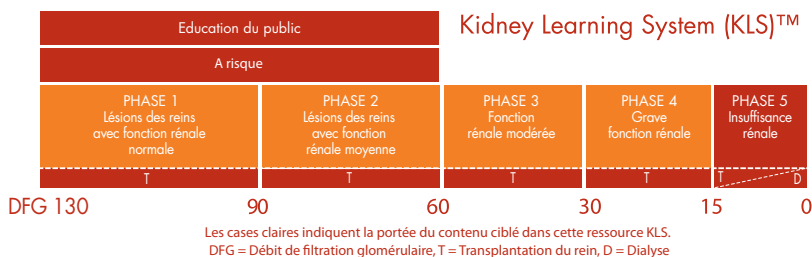 Education du public
Kidney Learning System (KLS)™
A risque
PHASE 1
Lésions des reins
avec fonction rénale
normale
PHASE 2
Lésions des reins
avec fonction
rénale moyenne
PHASE 3
Fonction
rénale modérée
PHASE 4
Grave
fonction rénale
PHASE 5
Insuffisance
rénale
T
T
T
T
T
D
DFG 130
90
60
30
15
0
Les cases claires indiquent la portée du contenu ciblé dans cette ressource KLS.
DFG = Débit de filtration glomérulaire, T = Transplantation du rein, D = Dialyse